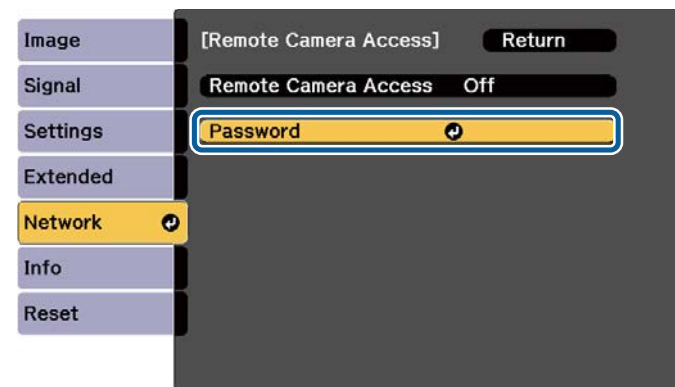 Image
Signal
Settings
Extended
Network
Info
Reset
[Remote Camera Access] Return
Remote Camera Access Off
Password